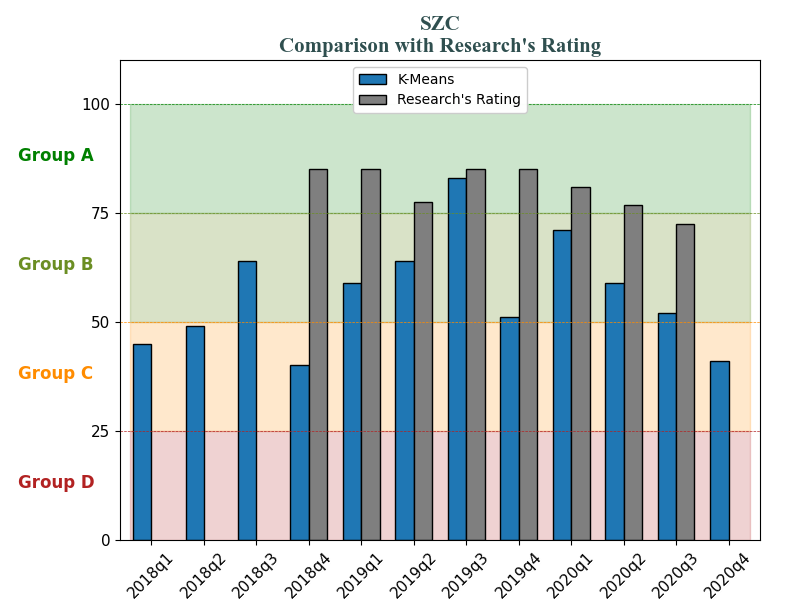 SZC
Comparison with Research's Rating
K-Means
Research's Rating
100
Group A
75
Group B
50
Group C
25
Group D
0
2018q1
2018q2
2018q3
2018q4
2019q1
2019q2
2019q3
2019q4
2020q1
2020q2
2020q3
2020q4